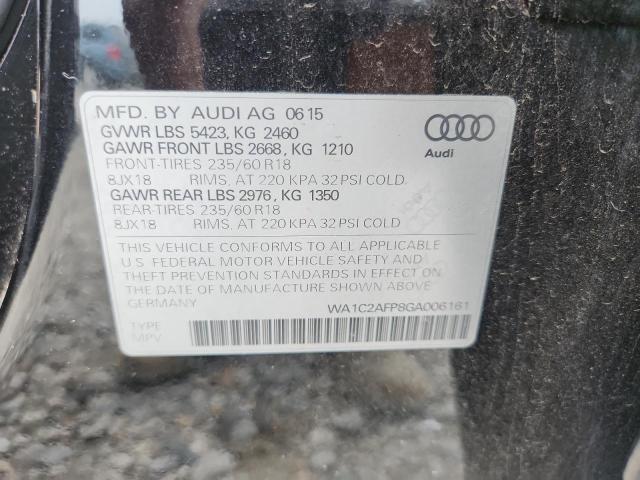 MFD. BY AUDI AG 0615
GVWR LBS 5423, KG 2460
GAWR FRONT LBS 2668, KG 1210
FRONT-TIRES 235/60 R18
8JX18 RIMS, AT 220 KPA 32 PSI COLD.
GAWR REAR LBS 2976, KG 1350
REAR-TIRES 235/60 R18
8JX18 RIMS, AT 220 KPA 32 PSI COLD
Audi
THIS VEHICLE CONFORMS TO ALL APPLICABLE
U.S FEDERAL MOTOR VEHICLE SAFETY AND
THEFT PREVENTION STANDARDS IN EFFECT ON
THE DATE OF MANUFACTURE SHOWN ABOVE.
GERMANY
WA1C2AFP8GA006161
TYPE
MPV